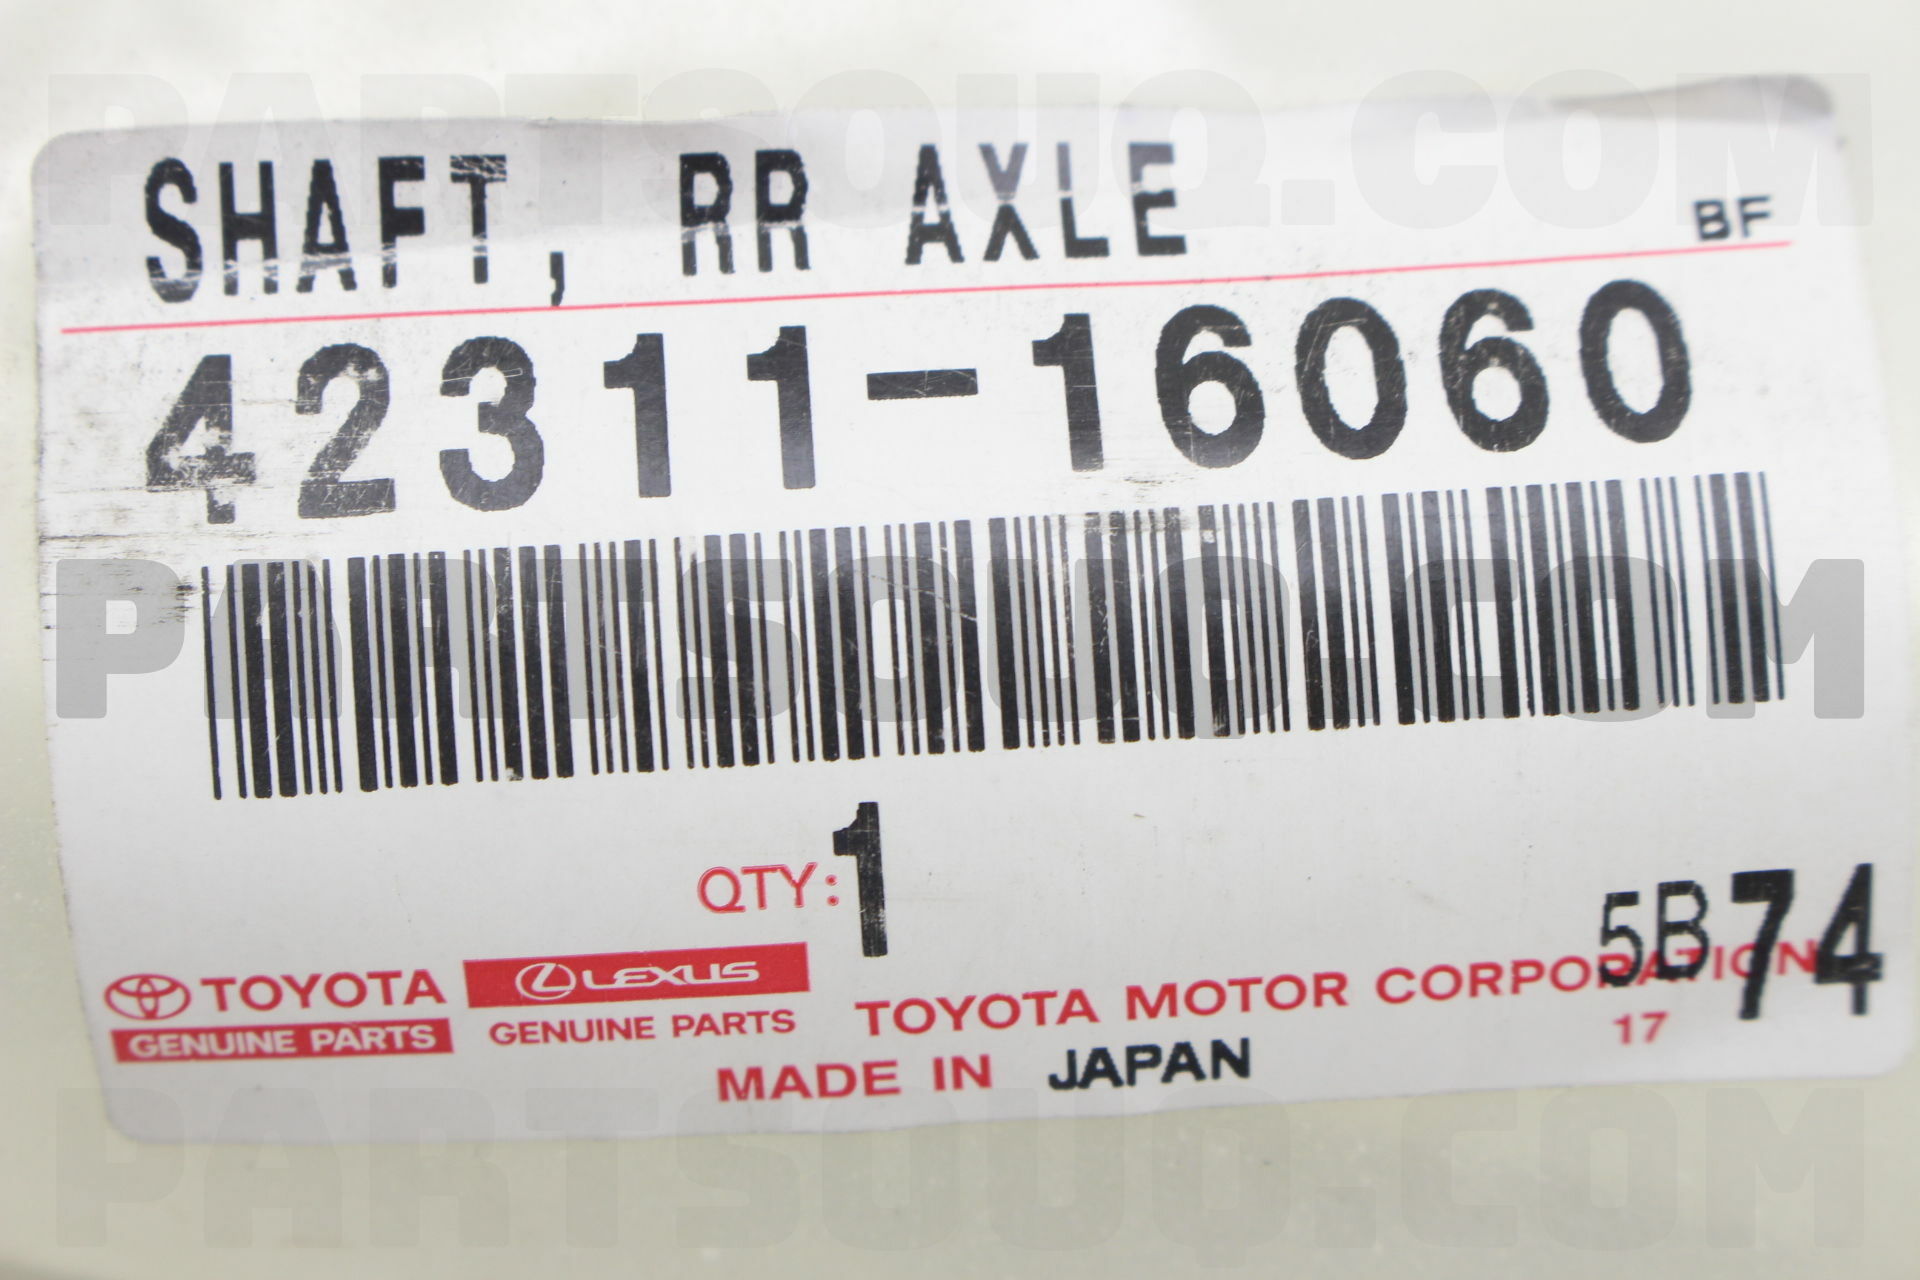 PARTSOUQ.COM
SHAFT, RR AXLE
BF
42311-16060
PARTSOUQ.COM
QTY: 1
5B74
TOYOTA
GENUINE PARTS
LEXUS
GENUINE PARTS
TOYOTA MOTOR CORPORATION
17
MADE IN JAPAN
PARTSOUQ.COM